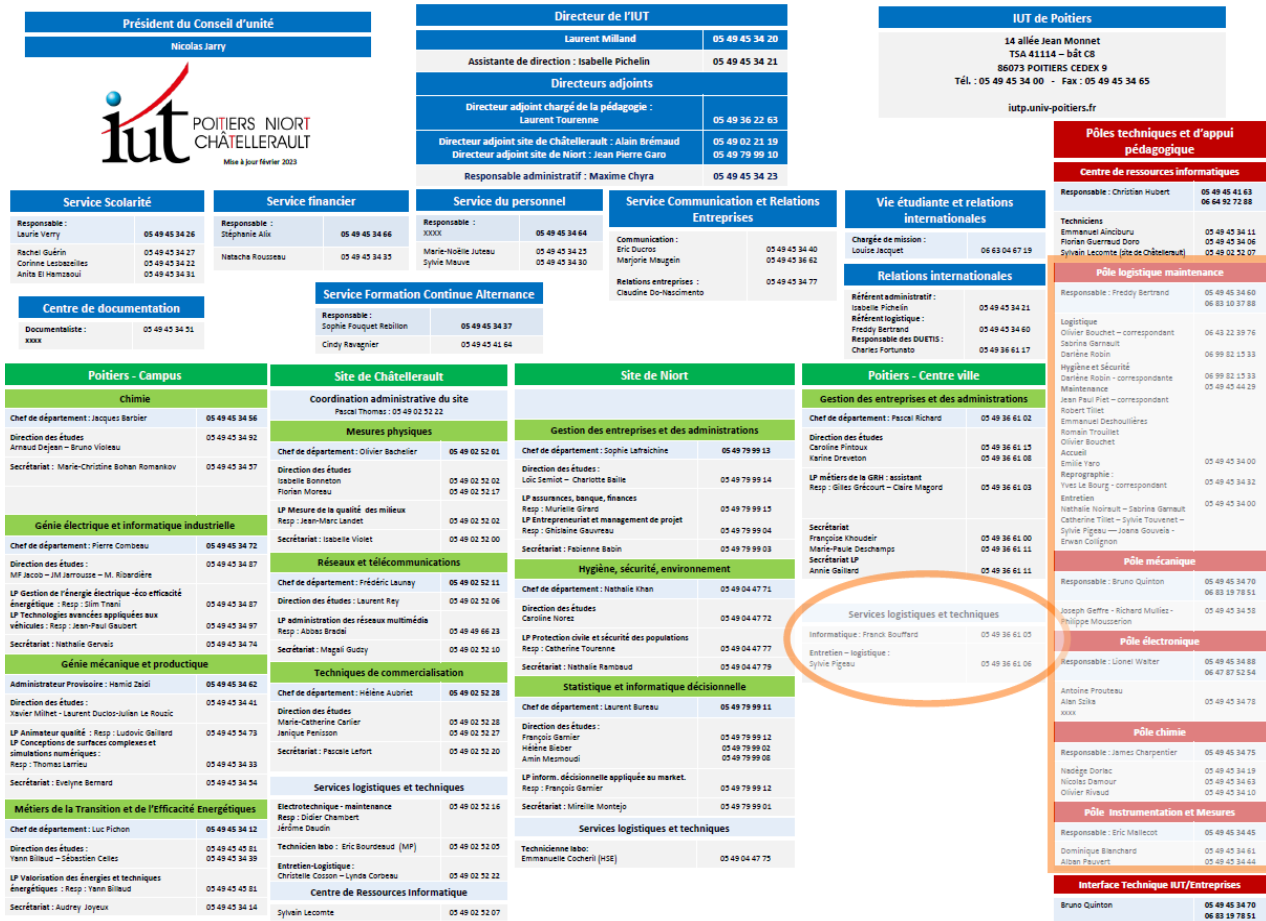 Président du Conseil d'unité
Nicolas Jarry
iut POITIERS NIORT
CHÂTELLERAULT
Mise à jour février 2023
Directeur de l'IUT
Laurent Milland 05 49 45 34 20
Assistante de direction : Isabelle Pichelin 05 49 45 34 21
Directeurs adjoints
Directeur adjoint chargé de la pédagogie :
Laurent Tourenne 05 49 36 22 63
Directeur adjoint site de Châtellerault : Alain Brémaud 05 49 02 21 19
Directeur adjoint site de Niort : Jean Pierre Garo 05 49 79 99 10
Responsable administratif : Maxime Chyra 05 49 45 34 23
IUT de Poitiers
14 allée Jean Monnet
TSA 41114 – bât C8
86073 POITIERS CEDEX 9
Tél. : 05 49 45 34 00 - Fax : 05 49 45 34 65
iutp.univ-poitiers.fr
Service Scolarité
Responsable :
Laurie Verry 05 49 45 34 26
Rachel Guérin 05 49 45 34 27
Corinne Lesbazeilles 05 49 45 34 22
Anita El Hamzaoui 05 49 45 34 31
Service financier
Responsable :
Stéphanie Alix 05 49 45 34 66
Natacha Rousseau 05 49 45 34 35
Service du personnel
Responsable :
XXXX 05 49 45 34 64
Marie-Noëlle Juteau 05 49 45 34 25
Sylvie Mauve 05 49 45 34 30
Service Communication et Relations
Entreprises
Communication :
Eric Ducros 05 49 45 34 40
Marjorie Maugein 05 49 45 36 62
Relations entreprises :
Claudine Do-Nascimento 05 49 45 34 77
Vie étudiante et relations
internationales
Chargée de mission :
Louise Jacquet 06 63 04 67 19
Relations internationales
Référent administratif :
Isabelle Pichelin 05 49 45 34 21
Référent logistique :
Freddy Bertrand 05 49 45 34 60
Responsable des DUETIS :
Charles Fortunato 05 49 36 61 17
Centre de documentation
Documentaliste : 05 49 45 34 51
xxxx
Service Formation Continue Alternance
Responsable :
Sophie Fouquet Rebillon 05 49 45 34 37
Cindy Ravagnier 05 49 45 41 64
Poitiers - Campus
Chimie
Chef de département : Jacques Barbier 05 49 45 34 56
Direction des études 05 49 45 34 92
Arnaud Dejean – Bruno Violeau
Secrétariat : Marie-Christine Bohan Romankov 05 49 45 34 57
Génie électrique et informatique industrielle
Chef de département : Pierre Combeau 05 49 45 34 72
Direction des études : 05 49 45 34 87
MF Jacob – JM Jarrousse – M. Ribardière
LP Gestion de l'énergie électrique -éco efficacité
énergétique : Resp : Slim Tnani 05 49 45 34 87
LP Technologies avancées appliquées aux
véhicules : Resp : Jean-Paul Gaubert 05 49 45 34 97
Secrétariat : Nathalie Gervais 05 49 45 34 74
Génie mécanique et productique
Administrateur Provisoire : Hamid Zaidi 05 49 45 34 62
Direction des études : 05 49 45 34 41
Xavier Milhet - Laurent Duclos-Julian Le Rouzic
LP Animateur qualité : Resp : Ludovic Gaillard 05 49 45 54 73
LP Conceptions de surfaces complexes et
simulations numériques :
Resp : Thomas Larrieu 05 49 45 34 33
Secrétariat : Evelyne Bernard 05 49 45 34 54
Métiers de la Transition et de l'Efficacité Energétiques
Chef de département : Luc Pichon 05 49 45 34 12
Direction des études : 05 49 45 45 81
Yann Billaud – Sébastien Celles 05 49 45 34 39
LP Valorisation des énergies et techniques
énergétiques : Resp : Yann Billaud 05 49 45 45 81
Secrétariat : Audrey Joyeux 05 49 45 34 14
Site de Châtellerault
Coordination administrative du site
Pascal Thomas : 05 49 02 52 22
Mesures physiques
Chef de département : Olivier Bachelier 05 49 02 52 01
Direction des études
Isabelle Bonneton 05 49 02 52 02
Florian Moreau 05 49 02 52 17
LP Mesure de la qualité des milieux
Resp : Jean-Marc Landet 05 49 02 52 02
Secrétariat : Isabelle Violet 05 49 02 52 00
Réseaux et télécommunications
Chef de département : Frédéric Launay 05 49 02 52 11
Direction des études : Laurent Rey 05 49 02 52 06
LP administration des réseaux multimédia
Resp : Abbas Bradai 05 49 49 66 23
Secrétariat : Magali Gudzy 05 49 02 52 10
Techniques de commercialisation
Chef de département : Hélène Aubriet 05 49 02 52 28
Direction des études
Marie-Catherine Carlier 05 49 02 52 28
Janique Penisson 05 49 02 52 27
Secrétariat : Pascale Lefort 05 49 02 52 20
Services logistiques et techniques
Electrotechnique - maintenance 05 49 02 52 16
Resp : Didier Chambert
Jérôme Daudin
Technicien labo : Eric Bourdeaud (MP) 05 49 02 52 05
Entretien-Logistique :
Christelle Cosson – Lynda Corbeau 05 49 02 52 22
Centre de Ressources Informatique
Sylvain Lecomte 05 49 02 52 07
Site de Niort
Gestion des entreprises et des administrations
Chef de département : Sophie Lafraichine 05 49 79 99 13
Direction des études :
Loïc Semiot – Charlotte Baille 05 49 79 99 14
LP assurances, banque, finances
Resp : Murielle Girard 05 49 79 99 15
LP Entrepreneuriat et management de projet
Resp : Ghislaine Gauvreau 05 49 79 99 04
Secrétariat : Fabienne Babin 05 49 79 99 03
Hygiène, sécurité, environnement
Chef de département : Nathalie Khan 05 49 04 47 71
Direction des études
Caroline Norez 05 49 04 47 72
LP Protection civile et sécurité des populations
Resp : Catherine Tourenne 05 49 04 47 77
Secrétariat : Nathalie Rambaud 05 49 04 47 79
Statistique et informatique décisionnelle
Chef de département : Laurent Bureau 05 49 79 99 11
Direction des études :
François Garnier 05 49 79 99 12
Hélène Bieber 05 49 79 99 02
Amin Mesmoudi 05 49 79 99 08
LP inform. décisionnelle appliquée au market.
Resp : François Garnier 05 49 79 99 12
Secrétariat : Mireille Montejo 05 49 79 99 01
Services logistiques et techniques
Technicienne labo:
Emmanuelle Cocheril (HSE) 05 49 04 47 75
Poitiers - Centre ville
Gestion des entreprises et des administrations
Chef de département : Pascal Richard 05 49 36 61 02
Direction des études
Caroline Pintoux 05 49 36 61 15
Karine Dreveton 05 49 36 61 08
LP métiers de la GRH : assistant
Resp : Gilles Grécourt – Claire Magord 05 49 36 61 03
Secrétariat
Françoise Khoudeir 05 49 36 61 00
Marie-Paule Deschamps 05 49 36 61 11
Secrétariat LP
Annie Gaillard 05 49 36 61 11
Services logistiques et techniques
Informatique : Franck Bouffard 05 49 36 61 05
Entretien – logistique :
Sylvie Pigeau 05 49 36 61 06
Pôles techniques et d'appui
pédagogique
Centre de ressources informatiques
Responsable : Christian Hubert 05 49 45 41 63
06 64 92 72 88
Techniciens
Emmanuel Ainciburu 05 49 45 34 11
Florian Guerraud Doro 05 49 45 34 06
Sylvain Lecomte (site de Châtellerault) 05 49 02 52 07
Pôle logistique maintenance
Responsable : Freddy Bertrand 05 49 45 34 60
06 83 10 37 88
Logistique
Olivier Bouchet – correspondant 06 43 22 39 76
Sabrina Garnault
Darlène Robin 06 99 82 15 33
Hygiène et Sécurité
Darlène Robin - correspondante 06 99 82 15 33
Maintenance 05 49 45 44 29
Jean Paul Piet – correspondant
Robert Tillet
Emmanuel Deshoullières
Romain Trouillet
Olivier Bouchet
Accueil
Emilie Yaro 05 49 45 34 00
Reprographie :
Yves Le Bourg - correspondant 05 49 45 34 32
Entretien 05 49 45 34 00
Nathalie Noirault – Sabrina Garnault
Catherine Tillet – Sylvie Touvenet –
Sylvie Pigeau –– Joana Gouveia -
Erwan Collignon
Pôle mécanique
Responsable : Bruno Quinton 05 49 45 34 70
06 83 19 78 51
Joseph Geffre - Richard Mulliez - 05 49 45 34 58
Philippe Mousserion
Pôle électronique
Responsable : Lionel Walter 05 49 45 34 88
06 47 87 52 54
Antoine Prouteau
Alan Szika 05 49 45 34 78
xxxx
Pôle chimie
Responsable : James Charpentier 05 49 45 34 75
Nadège Dorlac 05 49 45 34 19
Nicolas Damour 05 49 45 34 63
Olivier Rivaud 05 49 45 34 10
Pôle Instrumentation et Mesures
Responsable : Eric Mallecot 05 49 45 34 45
Dominique Blanchard 05 49 45 34 61
Alban Pauvert 05 49 45 34 44
Interface Technique IUT/Entreprises
Bruno Quinton 05 49 45 34 70
06 83 19 78 51